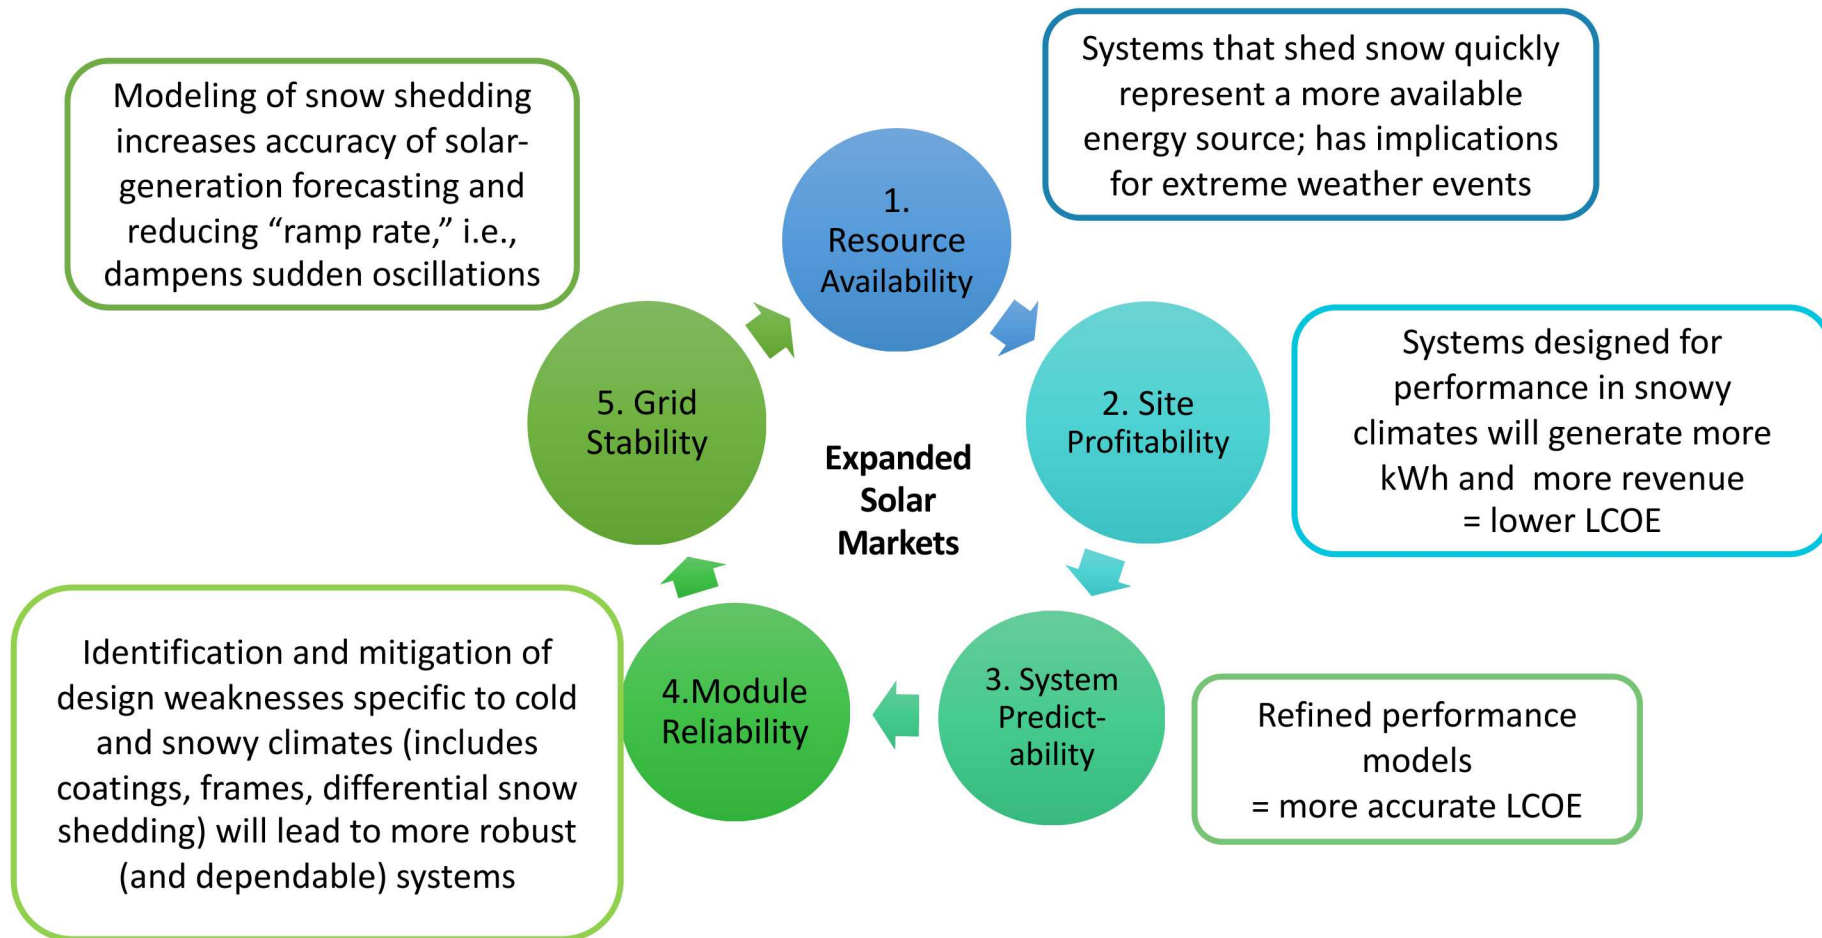 Systems that shed snow quickly
represent a more available
energy source; has implications
for extreme weather events
Modeling of snow shedding
increases accuracy of solar-
generation forecasting and
reducing “ramp rate,” i.e.,
dampens sudden oscillations
1.
Resource
Availability
Systems designed for
performance in snowy
climates will generate more
kWh and  more revenue
= lower LCOE
5. Grid
Stability
2. Site
Profitability
Expanded
Solar
Markets
Identification and mitigation of
design weaknesses specific to cold
and snowy climates (includes
coatings, frames, differential snow
shedding) will lead to more robust
(and dependable) systems
4.Module
Reliability
3. System
Predict-
ability
Refined performance
models
= more accurate LCOE